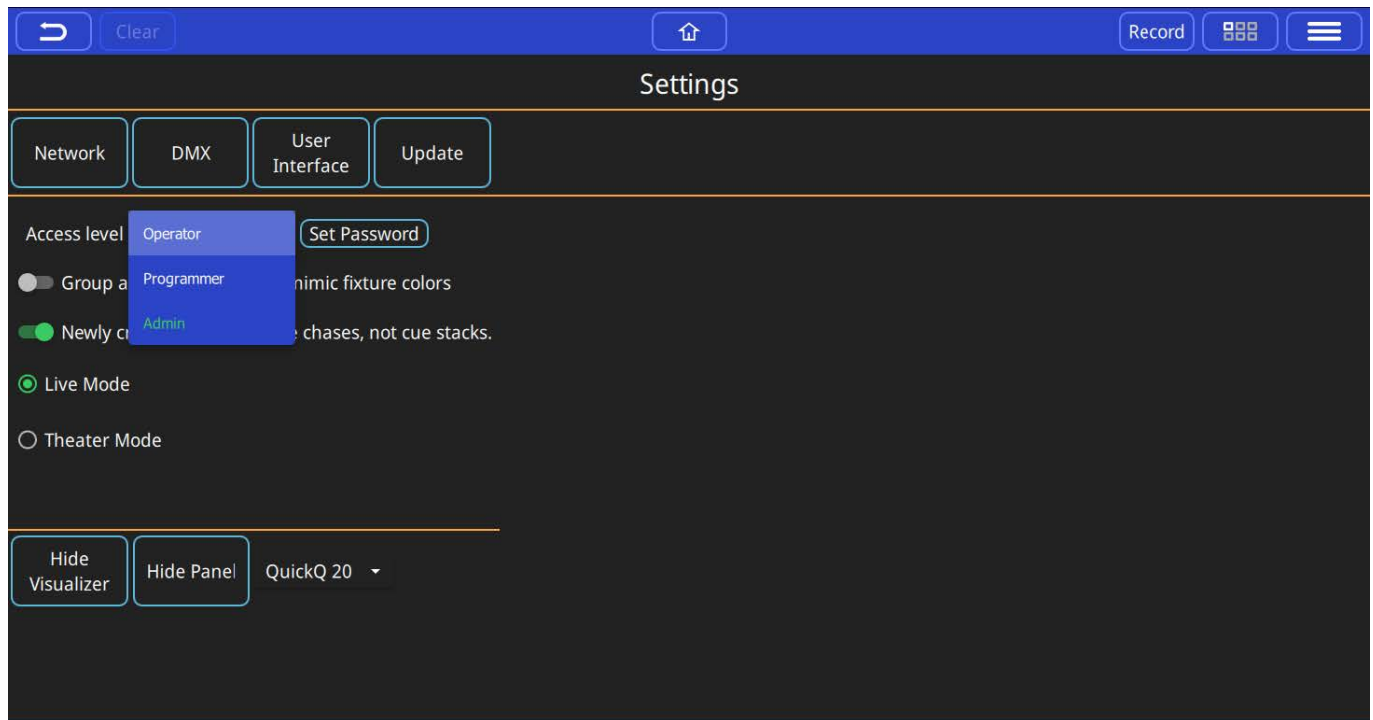 Clear
Record
Settings
Network
DMX
User
Interface
Update
Access level
Operator
Set Password
Group a
Programmer
mimic fixture colors
Newly cr
Admin
chases, not cue stacks.
Live Mode
Theater Mode
Hide
Visualizer
Hide Panel
QuickQ 20